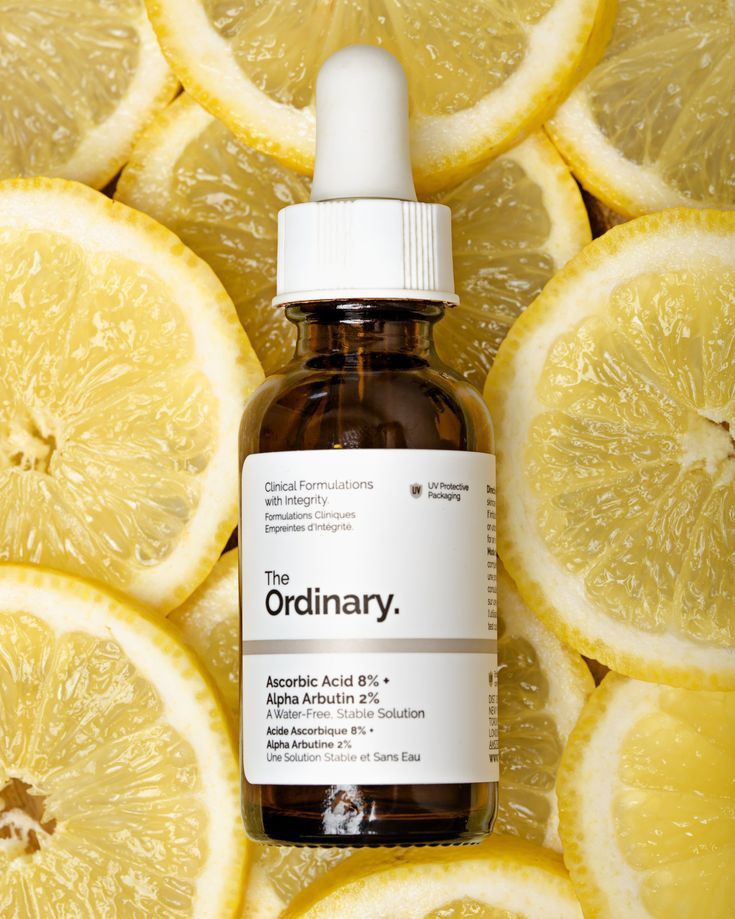 Clinical Formulations
with Integrity.
Formulations Cliniques
Empreintes d'Intégrité.
UV
UV Protective
Packaging
The
Ordinary.
Ascorbic Acid 8% +
Alpha Arbutin 2%
A Water-Free, Stable Solution
Acide Ascorbique 8% +
Alpha Arbutine 2%
Une Solution Stable et Sans Eau